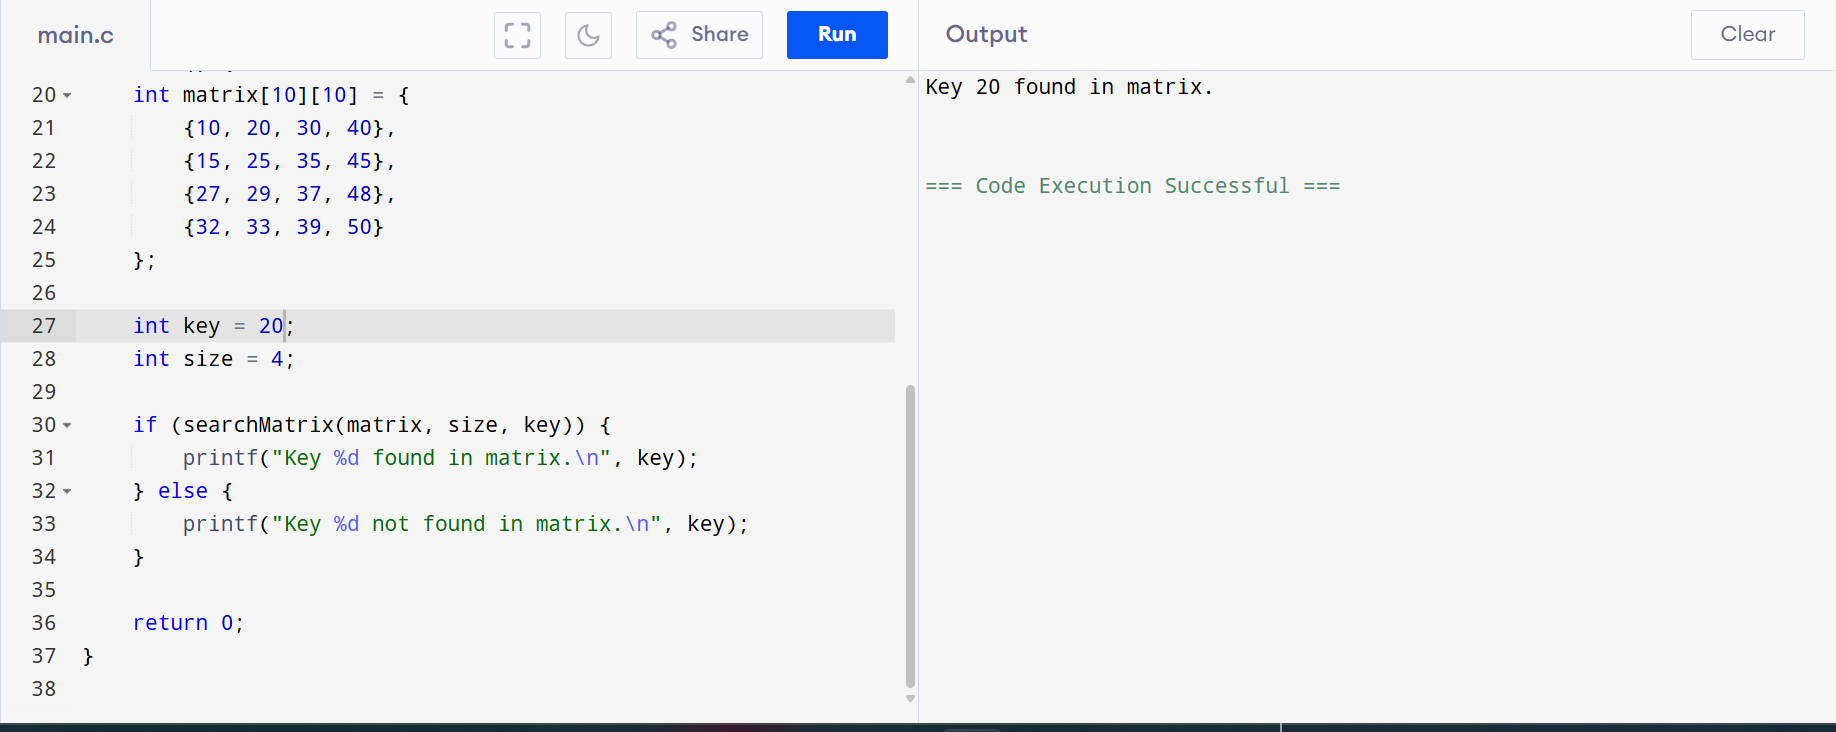 main.c
Share
Run
20 int matrix[10][10] = {
21 {10, 20, 30, 40},
22 {15, 25, 35, 45},
23 {27, 29, 37, 48},
24 {32, 33, 39, 50}
25 };
26
27 int key = 20;
28 int size = 4;
29
30 if (searchMatrix(matrix, size, key)) {
31 printf("Key %d found in matrix.\n", key);
32 } else {
33 printf("Key %d not found in matrix.\n", key);
34 }
35
36 return 0;
37 }
38
Output
Clear
Key 20 found in matrix.
=== Code Execution Successful ===